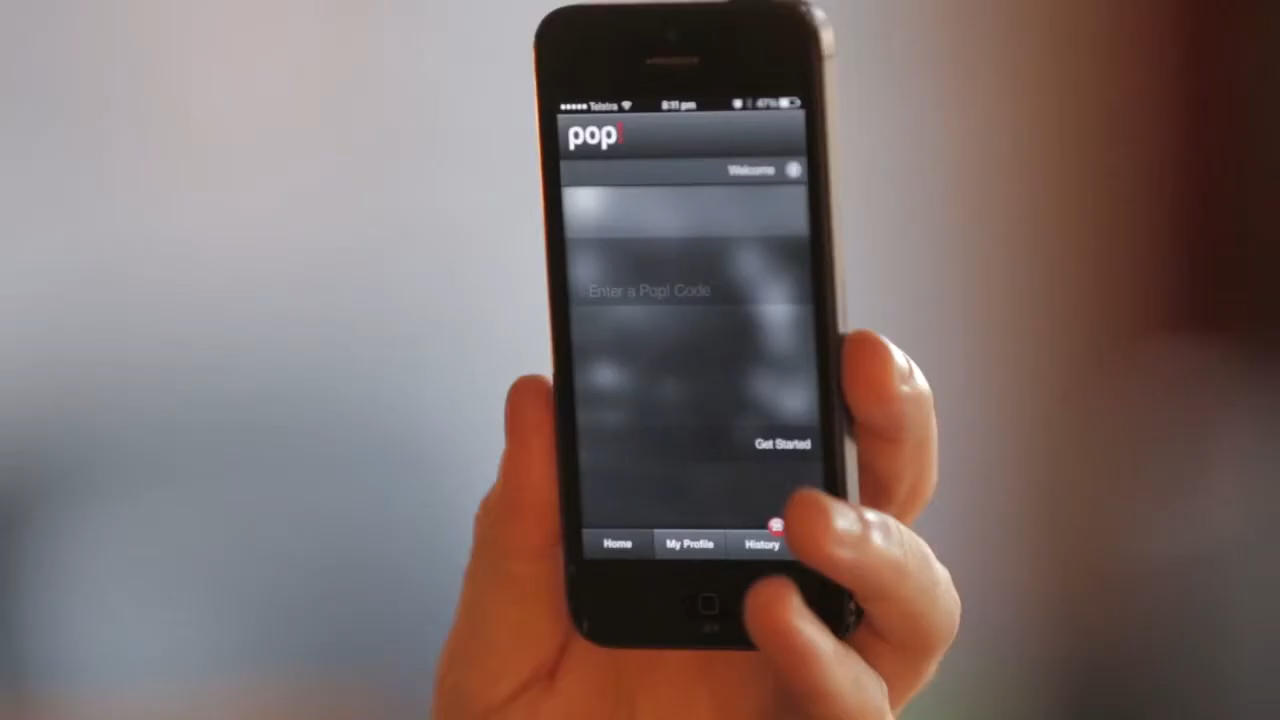 Telstra 8:11 pm 47%
pop!
Welcome
Enter a Pop! Code
Get Started
Home My Profile History